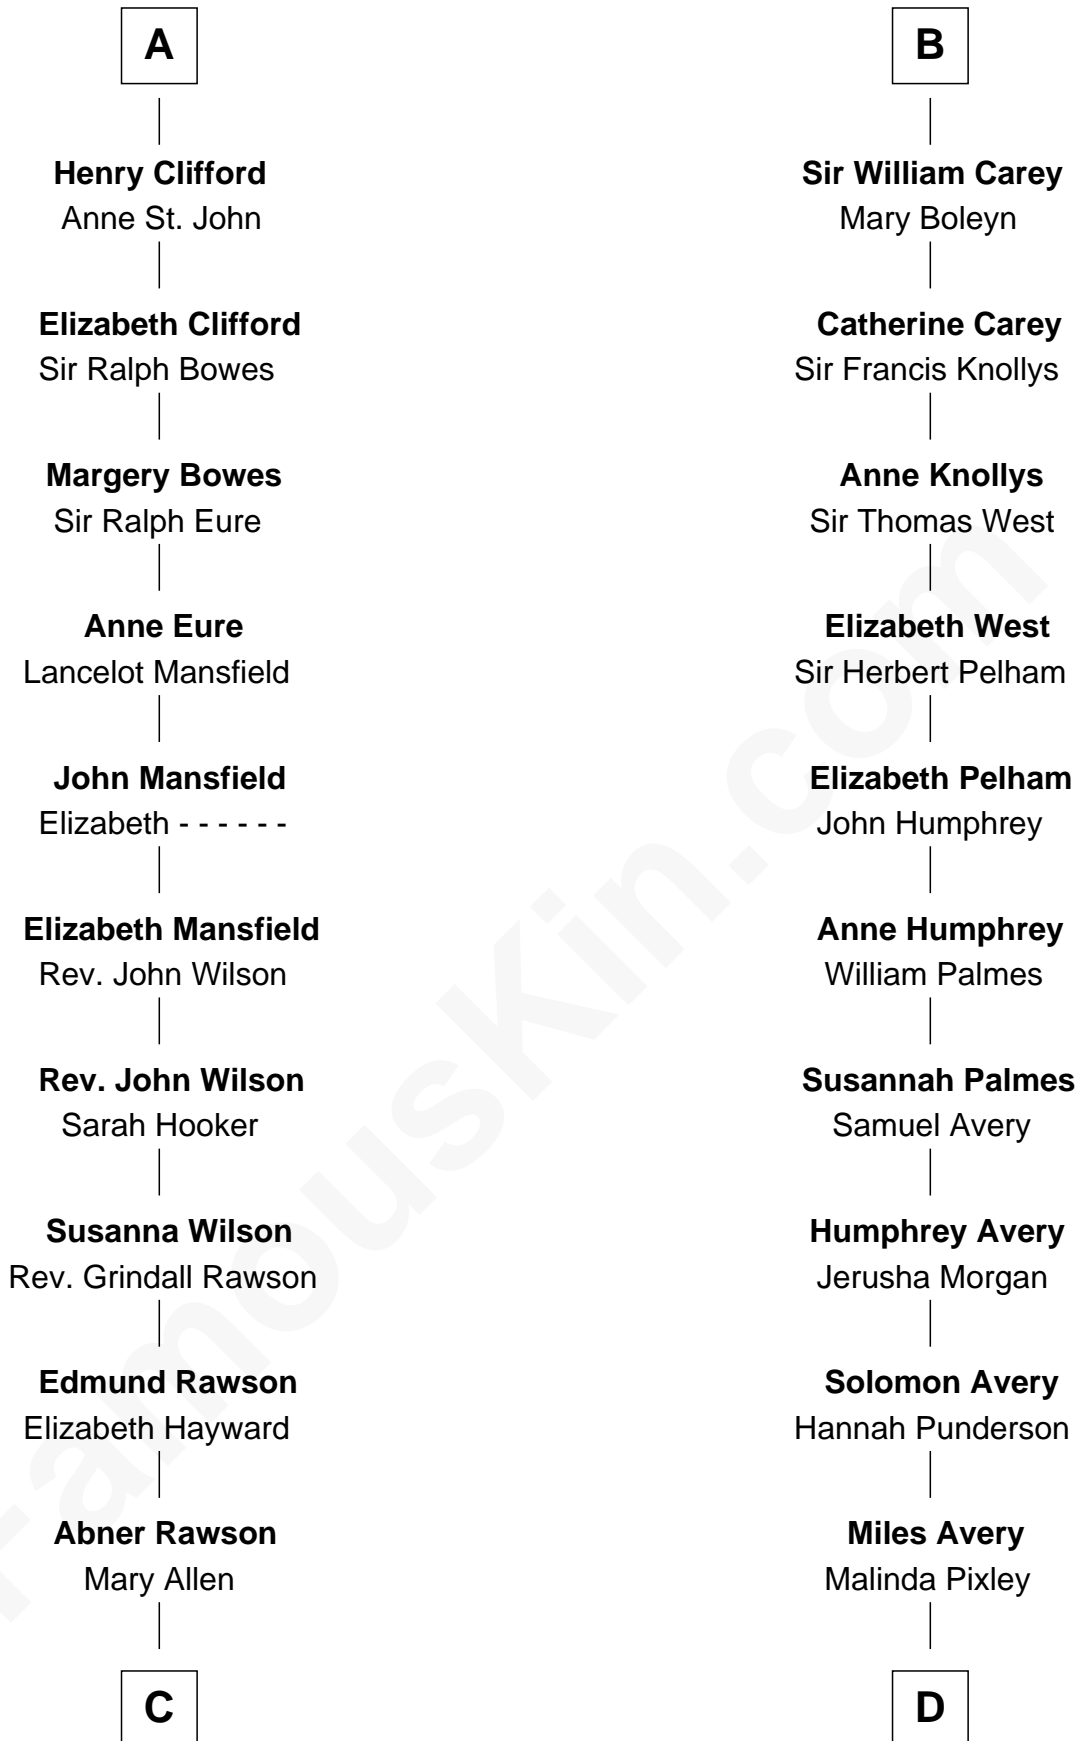 A
Henry Clifford
Anne St. John
Elizabeth Clifford
Sir Ralph Bowes
Margery Bowes
Sir Ralph Eure
Anne Eure
Lancelot Mansfield
John Mansfield
Elizabeth - - - - - -
Elizabeth Mansfield
Rev. John Wilson
Rev. John Wilson
Sarah Hooker
Susanna Wilson
Rev. Grindall Rawson
Edmund Rawson
Elizabeth Hayward
Abner Rawson
Mary Allen
C
B
Sir William Carey
Mary Boleyn
Catherine Carey
Sir Francis Knollys
Anne Knollys
Sir Thomas West
Elizabeth West
Sir Herbert Pelham
Elizabeth Pelham
John Humphrey
Anne Humphrey
William Palmes
Susannah Palmes
Samuel Avery
Humphrey Avery
Jerusha Morgan
Solomon Avery
Hannah Punderson
Miles Avery
Malinda Pixley
D
FamousKin.com